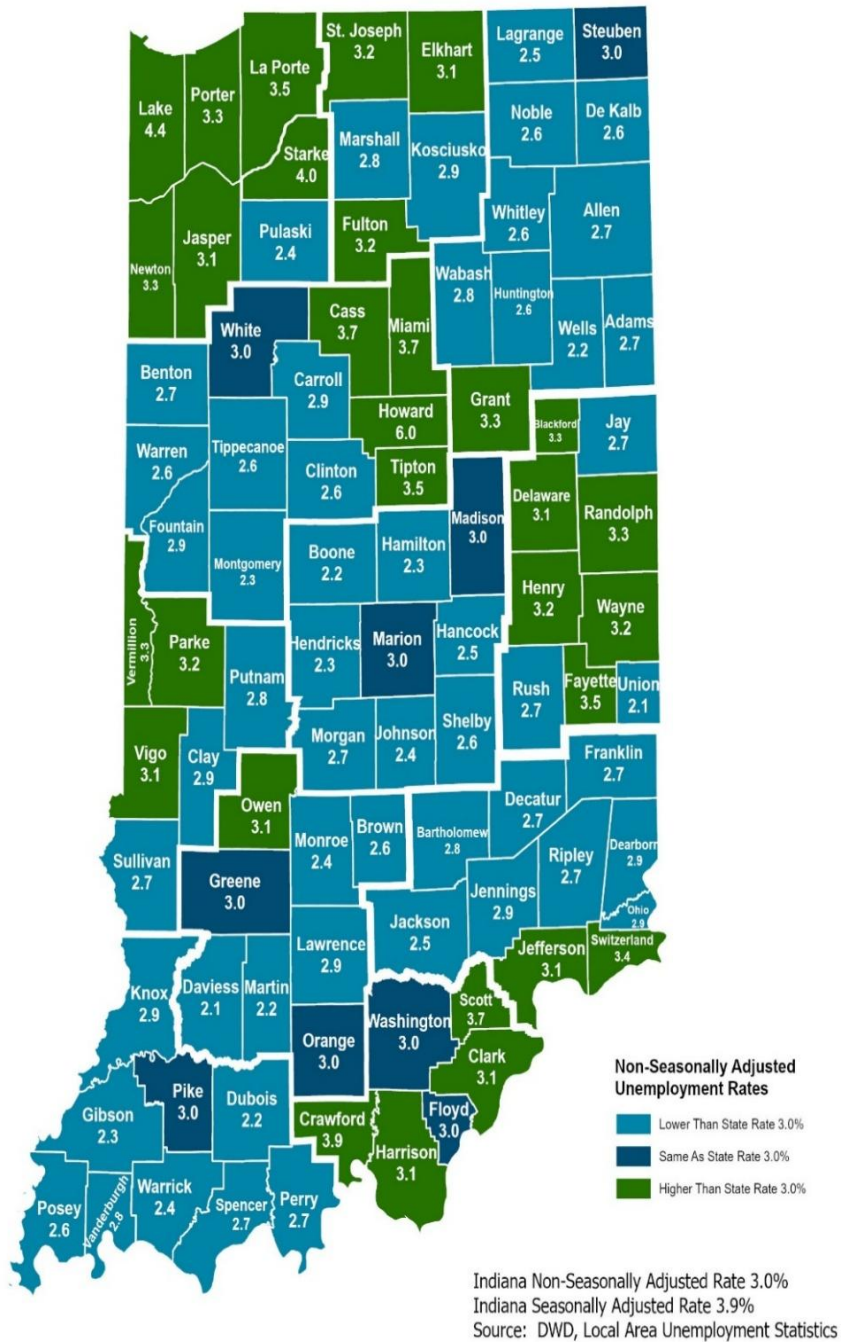 St. Joseph
3.2
Elkhart
3.1
Lagrange
2.5
Steuben
3.0
La Porte
3.5
Porter
3.3
Lake
4.4
Noble
2.6
De Kalb
2.6
Marshall
2.8
Kosciusko
2.9
Starke
4.0
Whitley
2.6
Allen
2.7
Fulton
3.2
Pulaski
2.4
Jasper
3.1
Newton
3.3
Wabash
2.8
Huntington
2.6
Wells
2.2
Adams
2.7
White
3.0
Cass
3.7
Miami
3.7
Benton
2.7
Carroll
2.9
Grant
3.3
Howard
6.0
Blackford
3.3
Jay
2.7
Warren
2.6
Tippecanoe
2.6
Clinton
2.6
Tipton
3.5
Madison
3.0
Delaware
3.1
Randolph
3.3
Fountain
2.9
Montgomery
2.3
Boone
2.2
Hamilton
2.3
Henry
3.2
Wayne
3.2
Vermillion
3.3
Parke
3.2
Putnam
2.8
Hendricks
2.3
Marion
3.0
Hancock
2.5
Rush
2.7
Fayette
3.5
Union
2.1
Vigo
3.1
Clay
2.9
Morgan
2.7
Johnson
2.4
Shelby
2.6
Franklin
2.7
Owen
3.1
Decatur
2.7
Sullivan
2.7
Greene
3.0
Monroe
2.4
Brown
2.6
Bartholomew
2.8
Ripley
2.7
Dearborn
2.9
Jennings
2.9
Ohio
2.9
Jackson
2.5
Lawrence
2.9
Jefferson
3.1
Switzerland
3.4
Knox
2.9
Daviess
2.1
Martin
2.2
Scott
3.7
Orange
3.0
Washington
3.0
Clark
3.1
Pike
3.0
Dubois
2.2
Gibson
2.3
Crawford
3.9
Floyd
3.0
Harrison
3.1
Posey
2.6
Vanderburgh
2.8
Warrick
2.4
Spencer
2.7
Perry
2.7
Non-Seasonally Adjusted
Unemployment Rates
Lower Than State Rate 3.0%
Same As State Rate 3.0%
Higher Than State Rate 3.0%
Indiana Non-Seasonally Adjusted Rate 3.0%
Indiana Seasonally Adjusted Rate 3.9%
Source: DWD, Local Area Unemployment Statistics